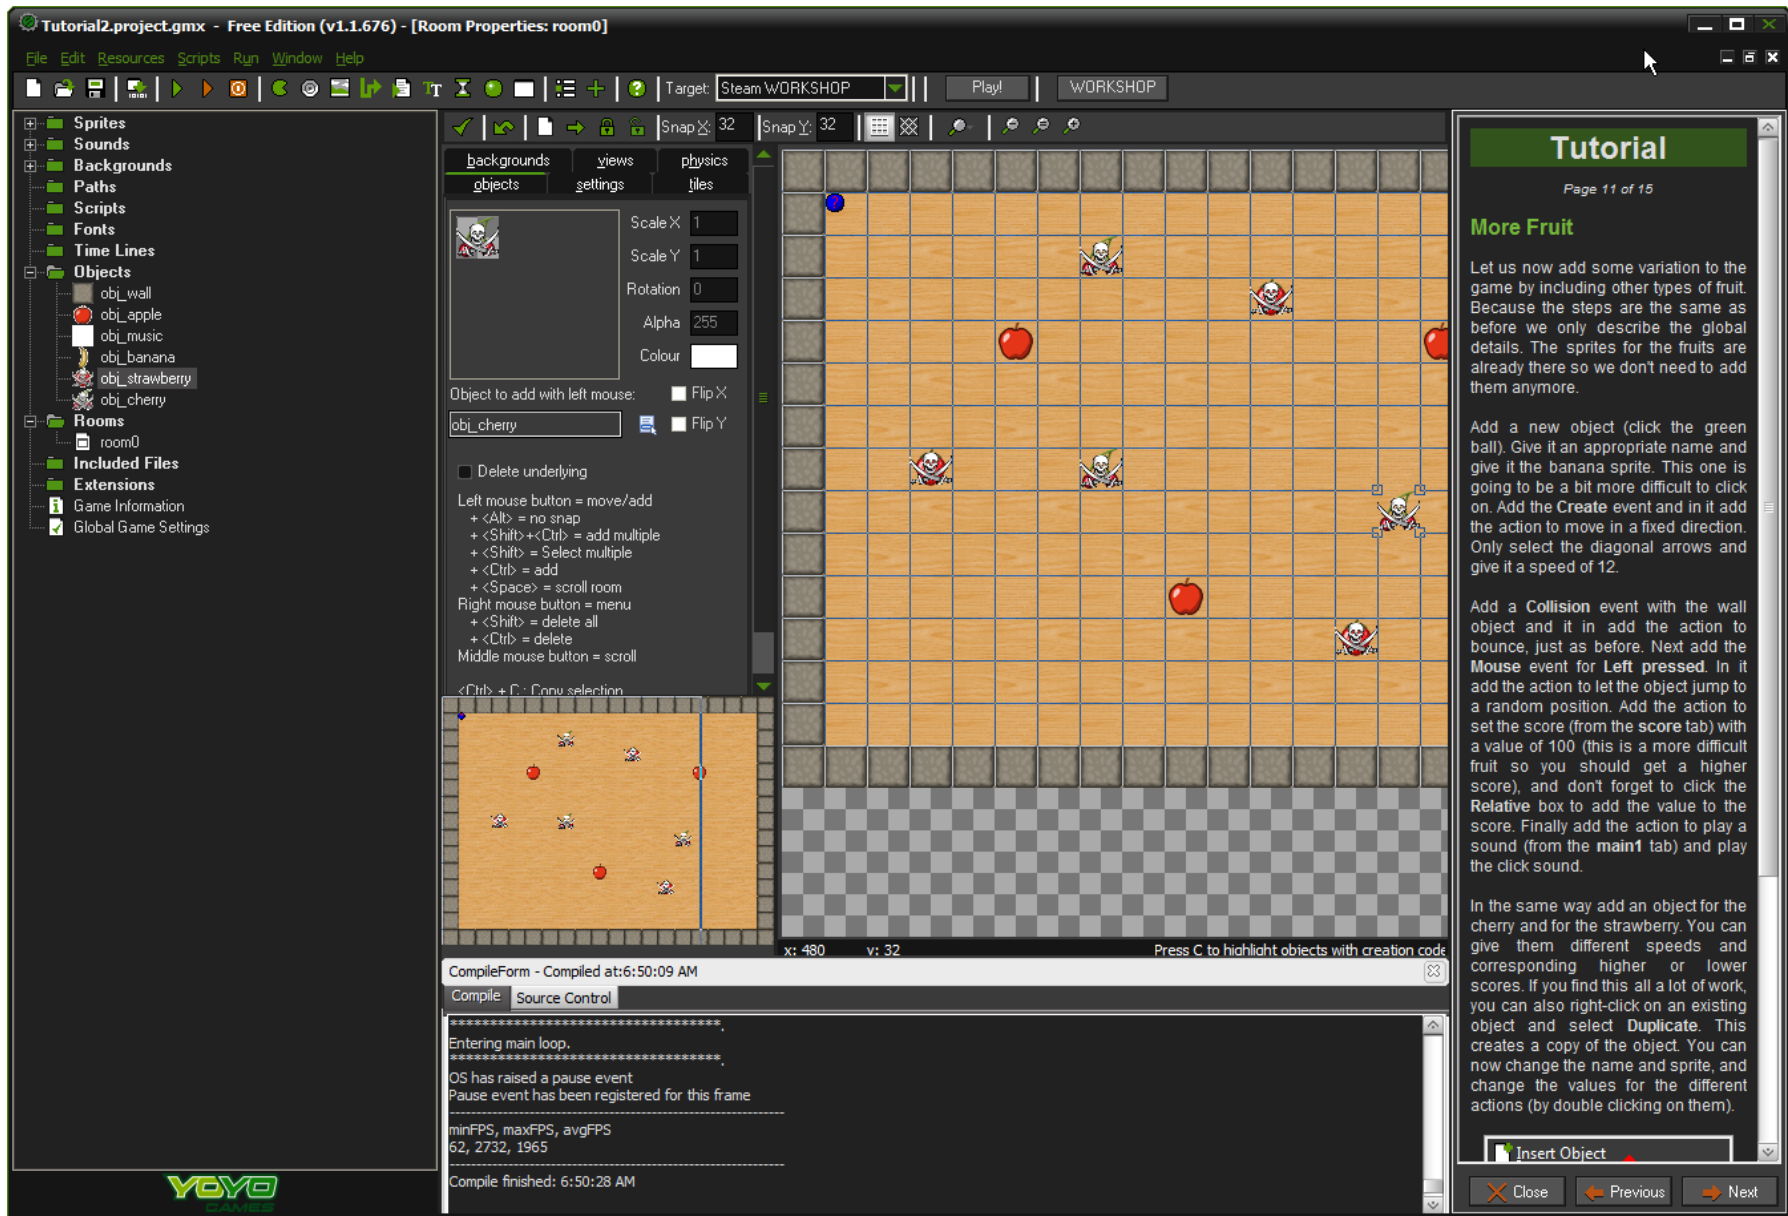 Tutorial2.project.gmx - Free Edition (v1.1.676) - [Room Properties: room0]
File Edit Resources Scripts Run Window Help
Target: Steam WORKSHOP Play! WORKSHOP
Sprites
Sounds
Backgrounds
Paths
Scripts
Fonts
Time Lines
Objects
obj_wall
obj_apple
obj_music
obj_banana
obj_strawberry
obj_cherry
Rooms
room0
Included Files
Extensions
Game Information
Global Game Settings
YOYO
GAMES
Snap X: 32 Snap Y: 32
backgrounds views physics
objects settings tiles
Scale X 1
Scale Y 1
Rotation 0
Alpha 255
Colour
Object to add with left mouse: Flip X
obj_cherry Flip Y
Delete underlying
Left mouse button = move/add
+ <Alt> = no snap
+ <Shift>+<Ctrl> = add multiple
+ <Shift> = Select multiple
+ <Ctrl> = add
+ <Space> = scroll room
Right mouse button = menu
+ <Shift> = delete all
+ <Ctrl> = delete
Middle mouse button = scroll
<Ctrl> + C : Copy selection
x: 480 y: 32 Press C to highlight objects with creation code
CompileForm - Compiled at:6:50:09 AM
Compile Source Control
**********************************.
Entering main loop.
**********************************.
OS has raised a pause event
Pause event has been registered for this frame
----------------------------------------------------------------
minFPS, maxFPS, avgFPS
62, 2732, 1965
----------------------------------------------------------------
Compile finished: 6:50:28 AM
Tutorial
Page 11 of 15
More Fruit
Let us now add some variation to the
game by including other types of fruit.
Because the steps are the same as
before we only describe the global
details. The sprites for the fruits are
already there so we don't need to add
them anymore.
Add a new object (click the green
ball). Give it an appropriate name and
give it the banana sprite. This one is
going to be a bit more difficult to click
on. Add the Create event and in it add
the action to move in a fixed direction.
Only select the diagonal arrows and
give it a speed of 12.
Add a Collision event with the wall
object and it in add the action to
bounce, just as before. Next add the
Mouse event for Left pressed. In it
add the action to let the object jump to
a random position. Add the action to
set the score (from the score tab) with
a value of 100 (this is a more difficult
fruit so you should get a higher
score), and don't forget to click the
Relative box to add the value to the
score. Finally add the action to play a
sound (from the main1 tab) and play
the click sound.
In the same way add an object for the
cherry and for the strawberry. You can
give them different speeds and
corresponding higher or lower
scores. If you find this all a lot of work,
you can also right-click on an existing
object and select Duplicate. This
creates a copy of the object. You can
now change the name and sprite, and
change the values for the different
actions (by double clicking on them).
Insert Object
Close Previous Next